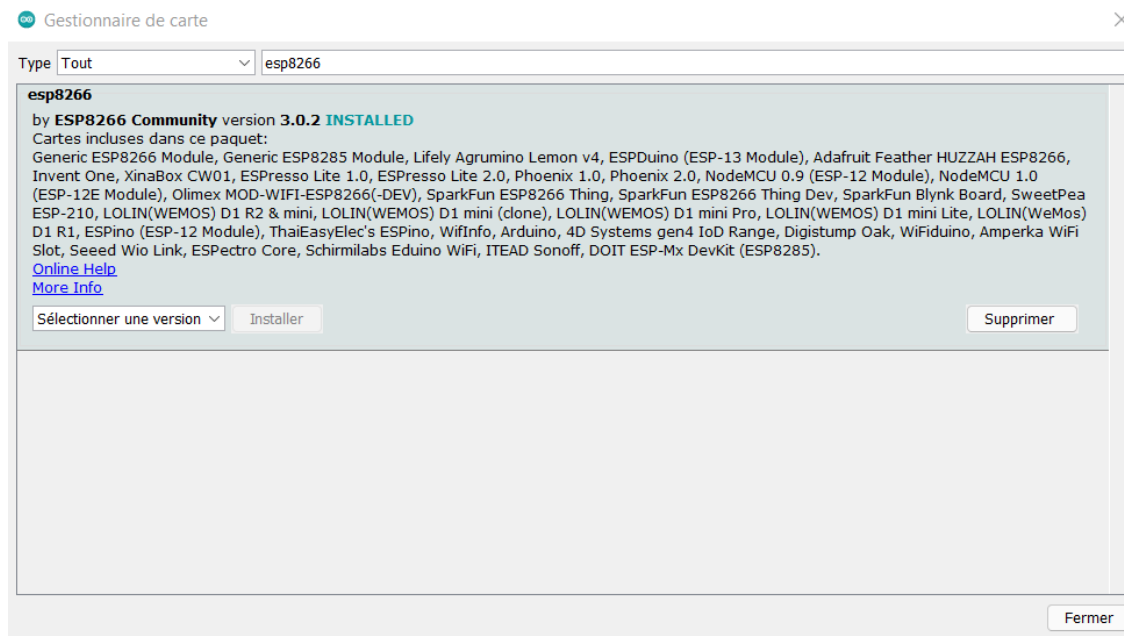 Gestionnaire de carte
Type Tout esp8266
esp8266
by ESP8266 Community version 3.0.2 INSTALLED
Cartes incluses dans ce paquet:
Generic ESP8266 Module, Generic ESP8285 Module, Lifely Agrumino Lemon v4, ESPDuino (ESP-13 Module), Adafruit Feather HUZZAH ESP8266,
Invent One, XinaBox CW01, ESPresso Lite 1.0, ESPresso Lite 2.0, Phoenix 1.0, Phoenix 2.0, NodeMCU 0.9 (ESP-12 Module), NodeMCU 1.0
(ESP-12E Module), Olimex MOD-WIFI-ESP8266(-DEV), SparkFun ESP8266 Thing, SparkFun ESP8266 Thing Dev, SparkFun Blynk Board, SweetPea
ESP-210, LOLIN(WEMOS) D1 R2 & mini, LOLIN(WEMOS) D1 mini (clone), LOLIN(WEMOS) D1 mini Pro, LOLIN(WEMOS) D1 mini Lite, LOLIN(WeMos)
D1 R1, ESPino (ESP-12 Module), ThaiEasyElec's ESPino, WifInfo, Arduino, 4D Systems gen4 IoD Range, Digistump Oak, WiFiduino, Amperka WiFi
Slot, Seeed Wio Link, ESPectro Core, Schirmilabs Eduino WiFi, ITEAD Sonoff, DOIT ESP-Mx DevKit (ESP8285).
Online Help
More Info
Sélectionner une version Installer Supprimer
Fermer